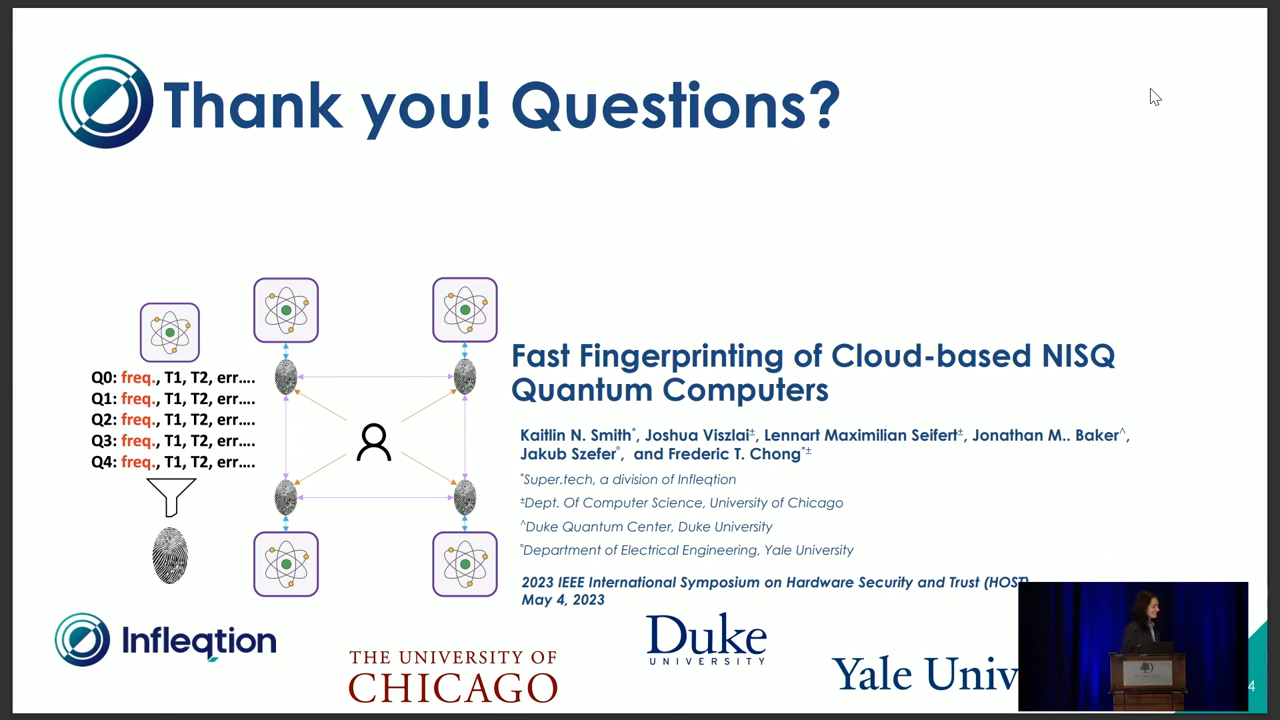 Thank you! Questions?
Q0: freq., T1, T2, err....
Q1: freq., T1, T2, err....
Q2: freq., T1, T2, err....
Q3: freq., T1, T2, err....
Q4: freq., T1, T2, err....
Fast Fingerprinting of Cloud-based NISQ
Quantum Computers
Kaitlin N. Smith*, Joshua Viszlai±, Lennart Maximilian Seifert±, Jonathan M.. Baker^,
Jakub Szefer°, and Frederic T. Chong*±
*Super.tech, a division of Infleqtion
±Dept. Of Computer Science, University of Chicago
^Duke Quantum Center, Duke University
°Department of Electrical Engineering, Yale University
2023 IEEE International Symposium on Hardware Security and Trust (HOST)
May 4, 2023
Infleqtion
THE UNIVERSITY OF
CHICAGO
Duke
UNIVERSITY
Yale Univ
4